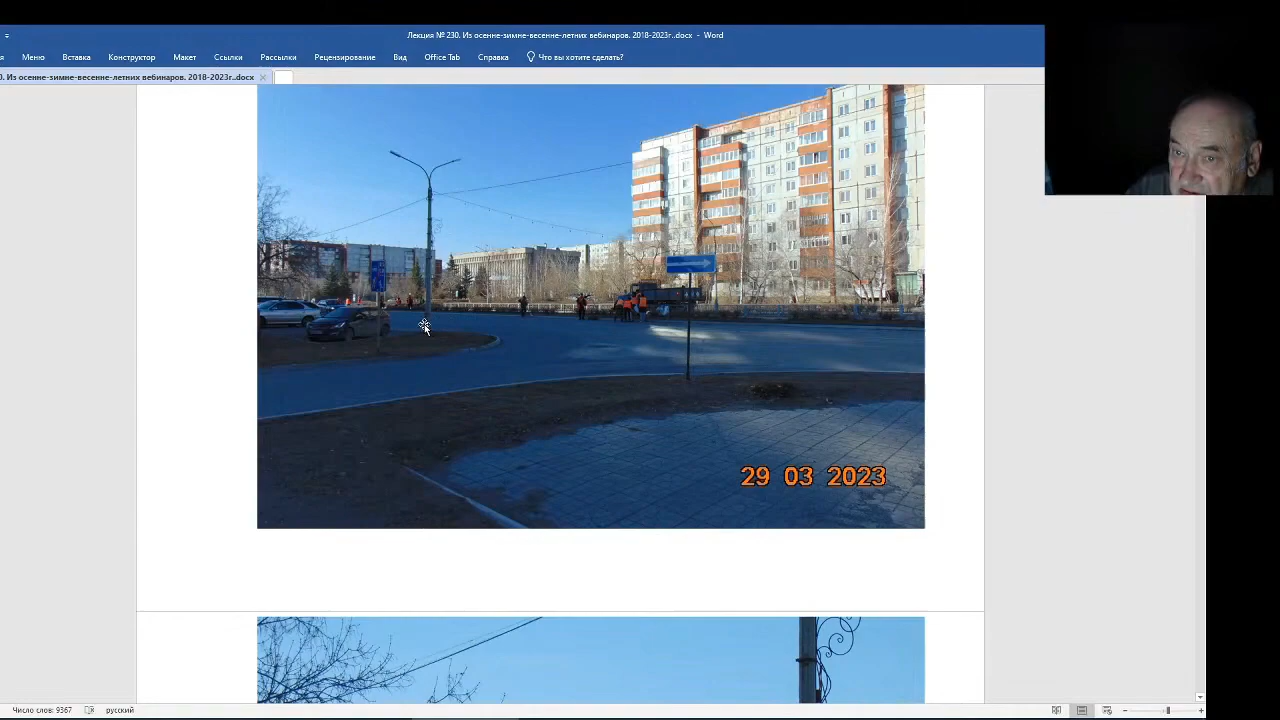 Лекция № 230. Из осенне-зимне-весенне-летних вебинаров. 2018-2023г..docx - Word
Меню Вставка Конструктор Макет Ссылки Рассылки Рецензирование Вид Office Tab Справка Что вы хотите сделать?
0. Из осенне-зимне-весенне-летних вебинаров. 2018-2023г..docx
29 03 2023
Число слов: 9367 русский